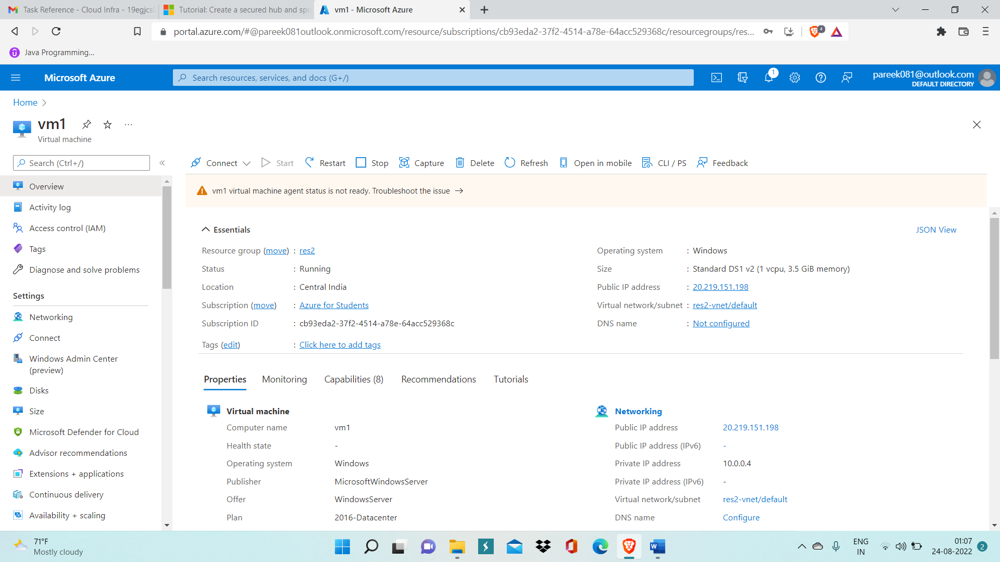 Task Reference - Cloud Infra - 19egjcs
Tutorial: Create a secured hub and spo
vm1 - Microsoft Azure
portal.azure.com/#@pareek081outlook.onmicrosoft.com/resource/subscriptions/cb93eda2-37f2-4514-a78e-64acc529368c/resourcegroups/res...
4
Java Programming...
Microsoft Azure
Search resources, services, and docs (G+/)
1
pareek081@outlook.com
DEFAULT DIRECTORY
Home
vm1
...
Virtual machine
Search (Ctrl+/)
«
Connect
Start
Restart
Stop
Capture
Delete
Refresh
Open in mobile
CLI / PS
Feedback
vm1 virtual machine agent status is not ready. Troubleshoot the issue →
Overview
Activity log
Access control (IAM)
Tags
Diagnose and solve problems
Settings
Networking
Connect
Windows Admin Center
(preview)
Disks
Size
Microsoft Defender for Cloud
Advisor recommendations
Extensions + applications
Continuous delivery
Availability + scaling
Essentials
JSON View
Resource group (move) : res2
Status : Running
Location : Central India
Subscription (move) : Azure for Students
Subscription ID : cb93eda2-37f2-4514-a78e-64acc529368c
Tags (edit) : Click here to add tags
Operating system : Windows
Size : Standard DS1 v2 (1 vcpu, 3.5 GiB memory)
Public IP address : 20.219.151.198
Virtual network/subnet : res2-vnet/default
DNS name : Not configured
Properties
Monitoring
Capabilities (8)
Recommendations
Tutorials
Virtual machine
Computer name vm1
Health state -
Operating system Windows
Publisher MicrosoftWindowsServer
Offer WindowsServer
Plan 2016-Datacenter
Networking
Public IP address 20.219.151.198
Public IP address (IPv6) -
Private IP address 10.0.0.4
Private IP address (IPv6) -
Virtual network/subnet res2-vnet/default
DNS name Configure
71°F
Mostly cloudy
ENG
IN
01:07
24-08-2022
2